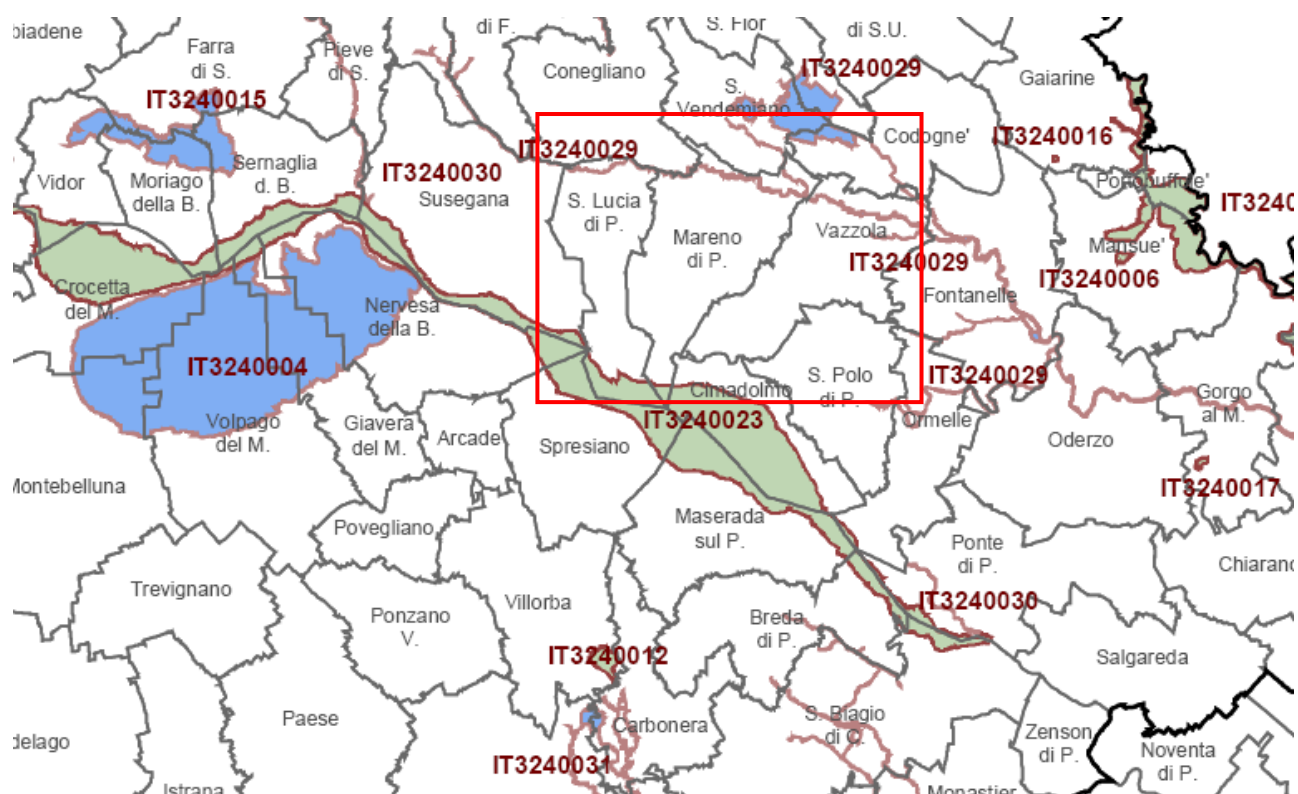 di F.
S. Fior
di S.U.
biadene
Farra
di S.
Pieve
di S.
Conegliano
IT3240029
Gaiarine
IT3240015
S.
Vendemiano
Codogne'
IT3240016
IT3240029
Sernaglia
d. B.
IT3240030
Vidor
Moriago
della B.
Susegana
S. Lucia
di P.
Portobuffole'
IT3240
Mareno
di P.
Vazzola
Mansue'
IT3240029
IT3240006
Crocetta
del M.
Fontanelle
Nervesa
della B.
IT3240004
S. Polo
di P.
IT3240029
Cimadolmo
Gorgo
al M.
Volpago
del M.
Giavera
del M.
IT3240023
Ormelle
Arcade
Spresiano
Oderzo
Montebelluna
IT3240017
Povegliano
Maserada
sul P.
Ponte
di P.
Chiarano
Trevignano
Villorba
IT3240030
Ponzano
V.
Breda
di P.
IT3240012
Salgareda
Paese
Carbonera
S. Biagio
di C.
Zenson
di P.
delago
Noventa
di P.
IT3240031
Istrana
Monastier